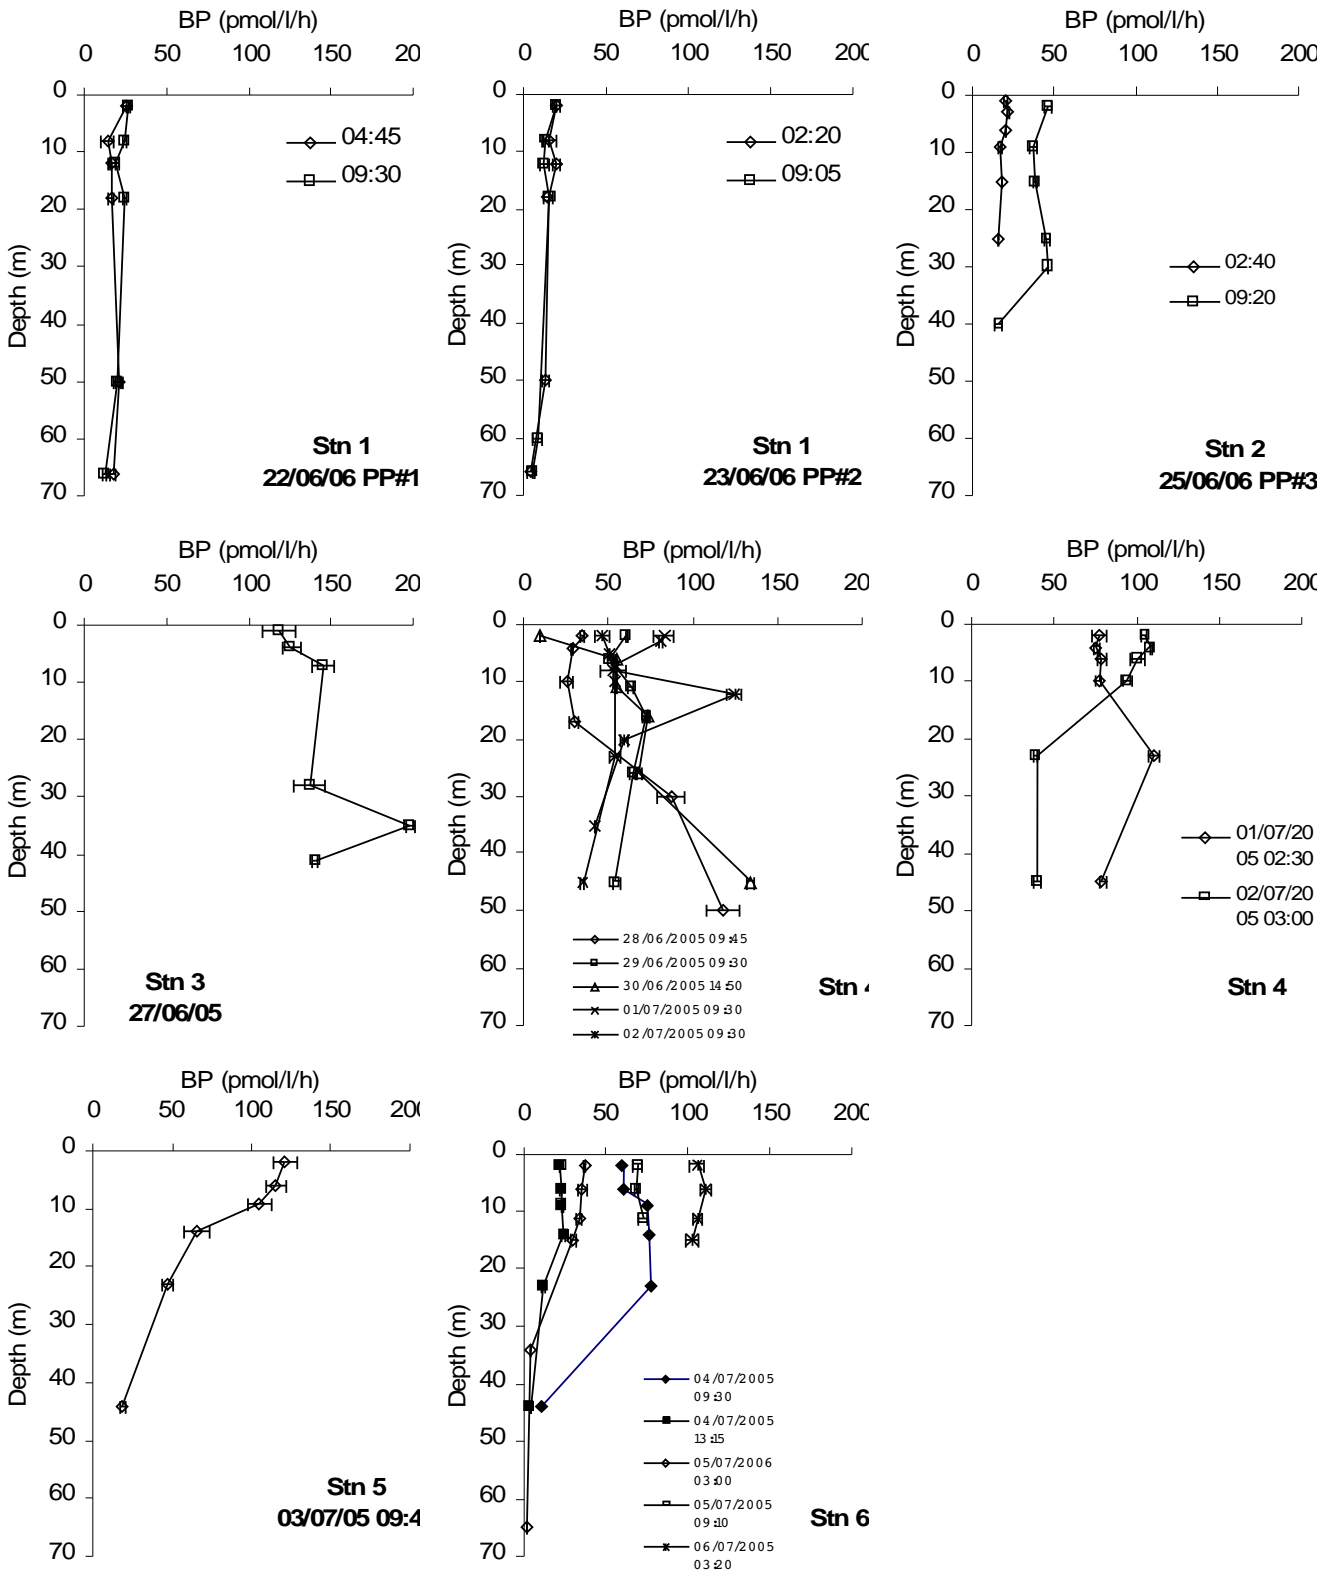 BP (pmol/l/h)
0 50 100 150 20
0
10
20
30
40
50
60
70
Depth (m)
04:45
09:30
Stn 1
22/06/06 PP#1
BP (pmol/l/h)
0 50 100 150 200
0
10
20
30
40
50
60
70
Depth (m)
02:20
09:05
Stn 1
23/06/06 PP#2
BP (pmol/l/h)
0 50 100 150 200
0
10
20
30
40
50
60
70
Depth (m)
02:40
09:20
Stn 2
25/06/06 PP#3
BP (pmol/l/h)
0 50 100 150 20
0
10
20
30
40
50
60
70
Depth (m)
Stn 3
27/06/05
BP (pmol/l/h)
0 50 100 150 20
0
10
20
30
40
50
60
70
Depth (m)
28/06/2005 09:45
29/06/2005 09:30
30/06/2005 14:50
01/07/2005 09:30
02/07/2005 09:30
Stn 4
BP (pmol/l/h)
0 50 100 150 200
0
10
20
30
40
50
60
70
Depth (m)
01/07/20
05 02:30
02/07/20
05 03:00
Stn 4
BP (pmol/l/h)
0 50 100 150 20
0
10
20
30
40
50
60
70
Depth (m)
Stn 5
03/07/05 09:4
BP (pmol/l/h)
0 50 100 150 200
0
10
20
30
40
50
60
70
Depth (m)
04/07/2005
09:30
04/07/2005
13:15
05/07/2006
03:00
05/07/2005
09:10
06/07/2005
03:20
Stn 6